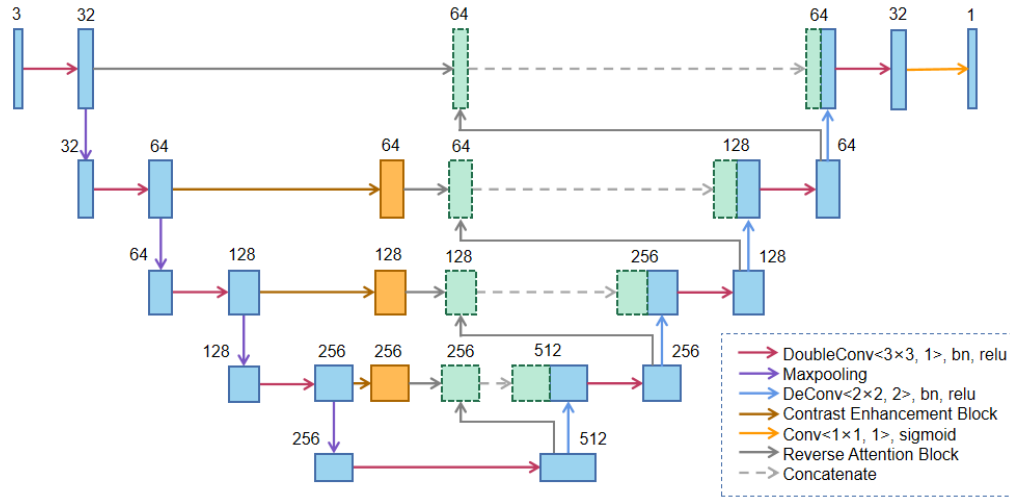 3 32 64 64 32 1
32 64 64 64 128 64
64 128 128 128 256 128
128 256 256 256 512 256
256 512
DoubleConv<3×3, 1>, bn, relu
Maxpooling
DeConv<2×2, 2>, bn, relu
Contrast Enhancement Block
Conv<1×1, 1>, sigmoid
Reverse Attention Block
Concatenate